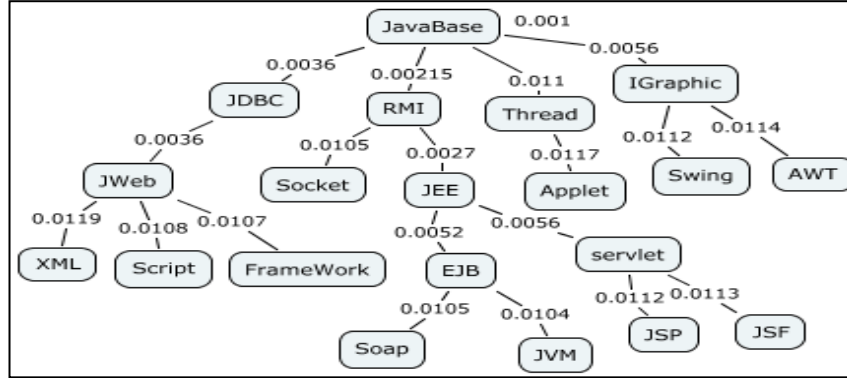 JavaBase 0.001
0.0036 0.00215 0.011 0.0056
JDBC RMI Thread IGraphic
0.0036 0.0105 0.0027 0.0117 0.0112 0.0114
JWeb Socket JEE Applet Swing AWT
0.0119 0.0108 0.0107 0.0052 0.0056
XML Script FrameWork EJB servlet
0.0105 0.0104 0.0112 0.0113
Soap JVM JSP JSF